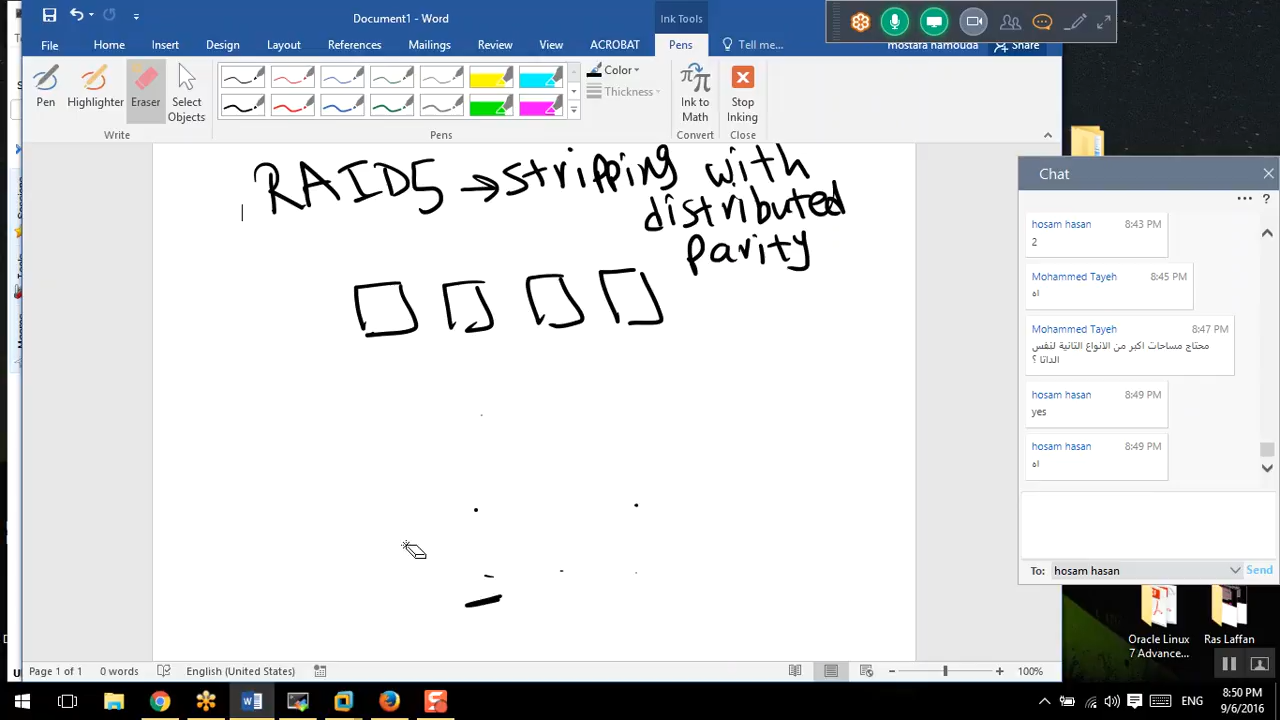 Document1 - Word
Ink Tools
File
Home
Insert
Design
Layout
References
Mailings
Review
View
ACROBAT
Pens
Tell me...
mostafa hamouda
Share
Pen
Highlighter
Eraser
Select
Objects
Color
Thickness
Ink to
Math
Stop
Inking
Write
Pens
Convert
Close
RAID5 → stripping with
distributed
parity
Chat
hosam hasan 8:43 PM
2
Mohammed Tayeh 8:45 PM
اه
Mohammed Tayeh 8:47 PM
محتاج مساحات اكبر من الانواع التانية لنفس
الداتا ؟
hosam hasan 8:49 PM
yes
hosam hasan 8:49 PM
اه
To: hosam hasan Send
Oracle Linux
7 Advance...
Ras Laffan
Page 1 of 1
0 words
English (United States)
100%
ENG
8:50 PM
9/6/2016